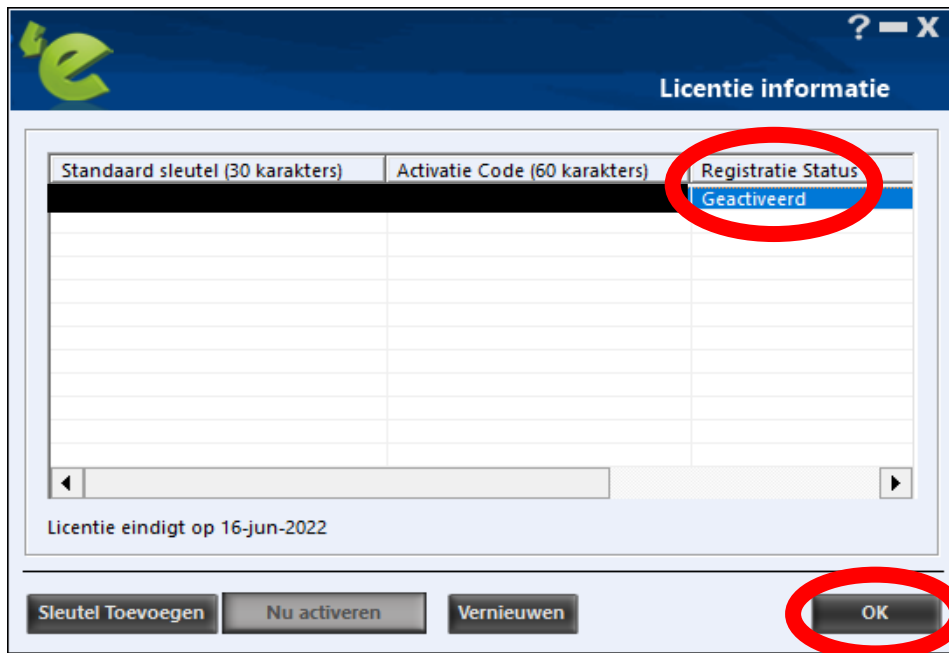 ? X
Licentie informatie
Standaard sleutel (30 karakters) Activatie Code (60 karakters) Registratie Status
Geactiveerd
Licentie eindigt op 16-jun-2022
Sleutel Toevoegen Nu activeren Vernieuwen OK